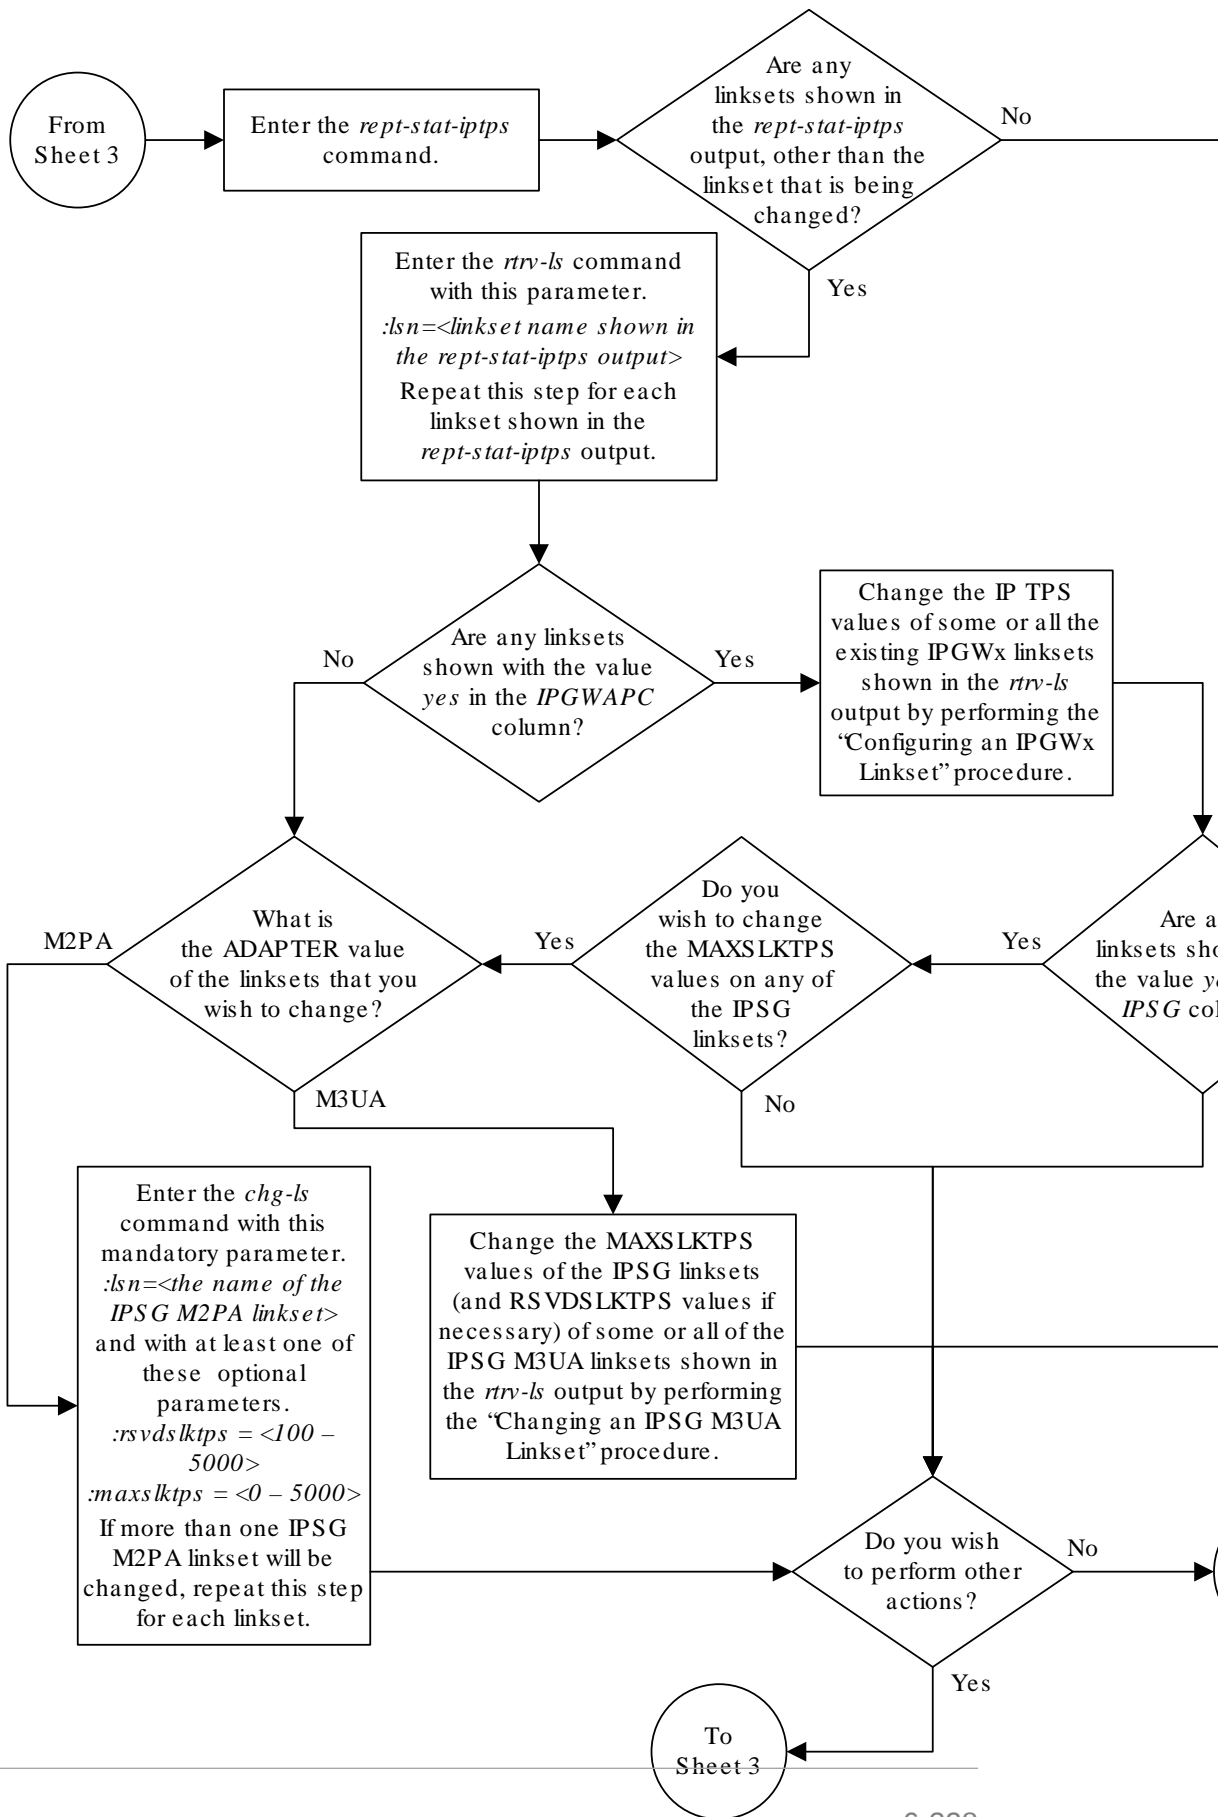 From
Sheet 3
Enter the rept-stat-iptps
command.
Are any
linksets shown in
the rept-stat-iptps
output, other than the
linkset that is being
changed?
No
Yes
Enter the rtrv-ls command
with this parameter.
:lsn=<linkset name shown in
the rept-stat-iptps output>
Repeat this step for each
linkset shown in the
rept-stat-iptps output.
Are any linksets
shown with the value
yes in the IPGWAPC
column?
No
Yes
Change the IP TPS
values of some or all the
existing IPGWx linksets
shown in the rtrv-ls
output by performing the
“Configuring an IPGWx
Linkset” procedure.
What is
the ADAPTER value
of the linksets that you
wish to change?
M2PA
M3UA
Do you
wish to change
the MAXSLKTPS
values on any of
the IPSG
linksets?
Yes
No
Are a
linksets sho
the value y
IPSG col
Yes
Enter the chg-ls
command with this
mandatory parameter.
:lsn=<the name of the
IPSG M2PA linkset>
and with at least one of
these optional
parameters.
:rsvdslktps = <100 –
5000>
:maxslktps = <0 – 5000>
If more than one IPSG
M2PA linkset will be
changed, repeat this step
for each linkset.
Change the MAXSLKTPS
values of the IPSG linksets
(and RSVDSLKTPS values if
necessary) of some or all of the
IPSG M3UA linksets shown in
the rtrv-ls output by performing
the “Changing an IPSG M3UA
Linkset” procedure.
Do you wish
to perform other
actions?
No
Yes
To
Sheet 3